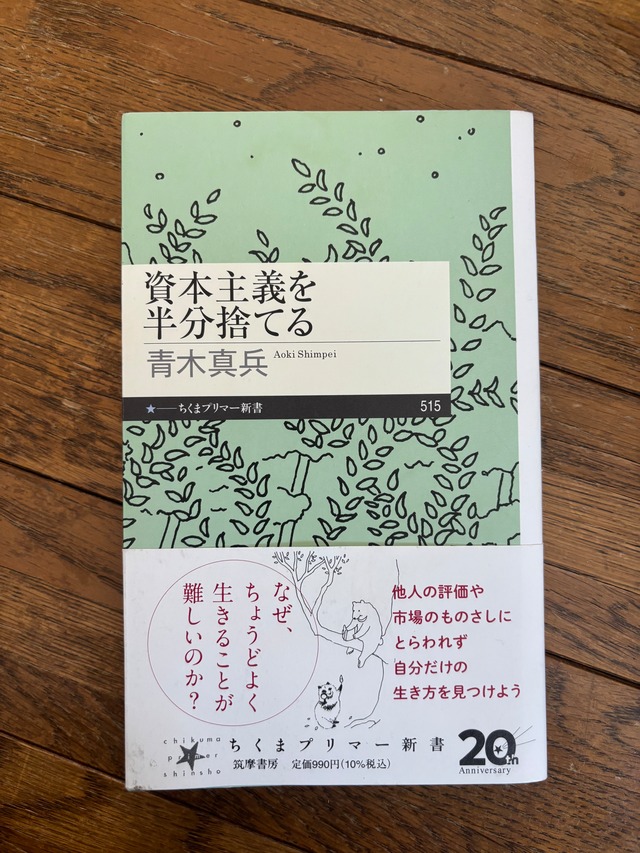 資本主義を
半分捨てる
青木真兵
Aoki Shimpei
★──ちくまプリマー新書
515
なぜ、
ちょうどよく
生きることが
難しいのか？
他人の評価や
市場のものさしに
とらわれず
自分だけの
生き方を見つけよう
chikuma
primer
shinsho
ちくまプリマー新書
筑摩書房 定価990円（10%税込）
20th
Anniversary